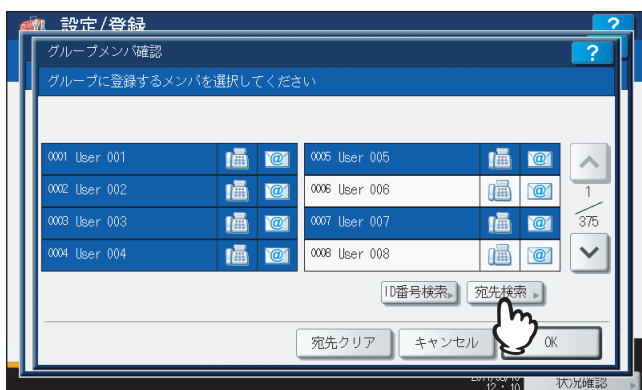 設定/登録
?
グループメンバ確認
?
グループに登録するメンバを選択してください
0001 User 001
@
0005 User 005
@
0002 User 002
@
0006 User 006
@
1
0003 User 003
@
0007 User 007
@
375
0004 User 004
@
0008 User 008
@
ID番号検索
宛先検索
宛先クリア
キャンセル
OK
12:10
状況確認